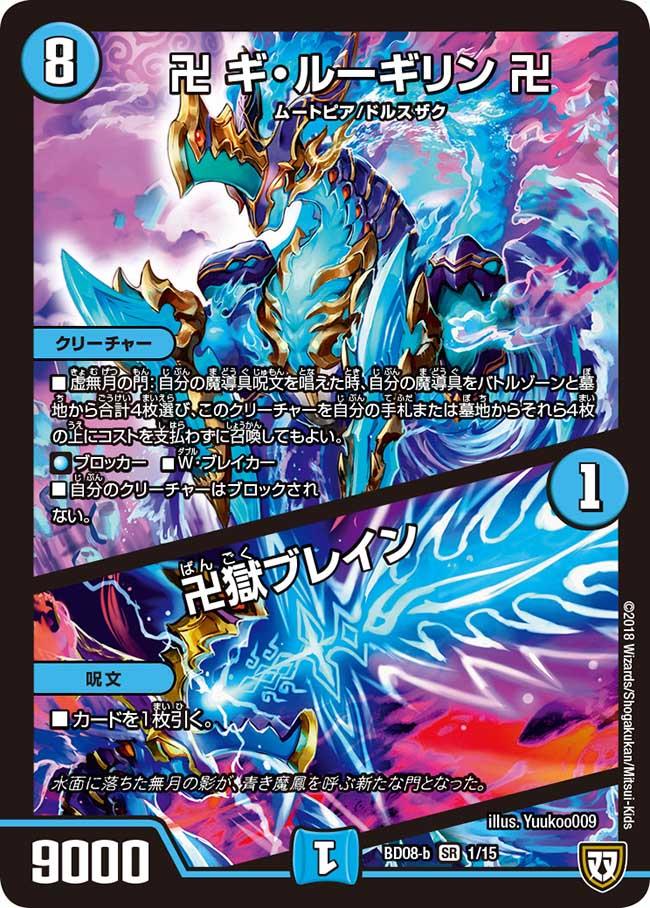 8
卍 ギ・ルーギリン 卍
ムートピア/ドルスザク
クリーチャー
■虚無月の門:自分の魔導具呪文を唱えた時、自分の魔導具をバトルゾーンと墓
地から合計4枚選び、このクリーチャーを自分の手札または墓地からそれら4枚
の上にコストを支払わずに召喚してもよい。
ブロッカー ■W・ブレイカー
■自分のクリーチャーはブロックされ
ない。
1
卍獄ブレイン
呪文
■カードを1枚引く。
水面に落ちた無月の影が、青き魔鳳を呼ぶ新たな門となった。
illus. Yuukoo009
©2018 Wizards/Shogakukan/Mitsui-Kids
9000
1
BD08-b SR 1/15